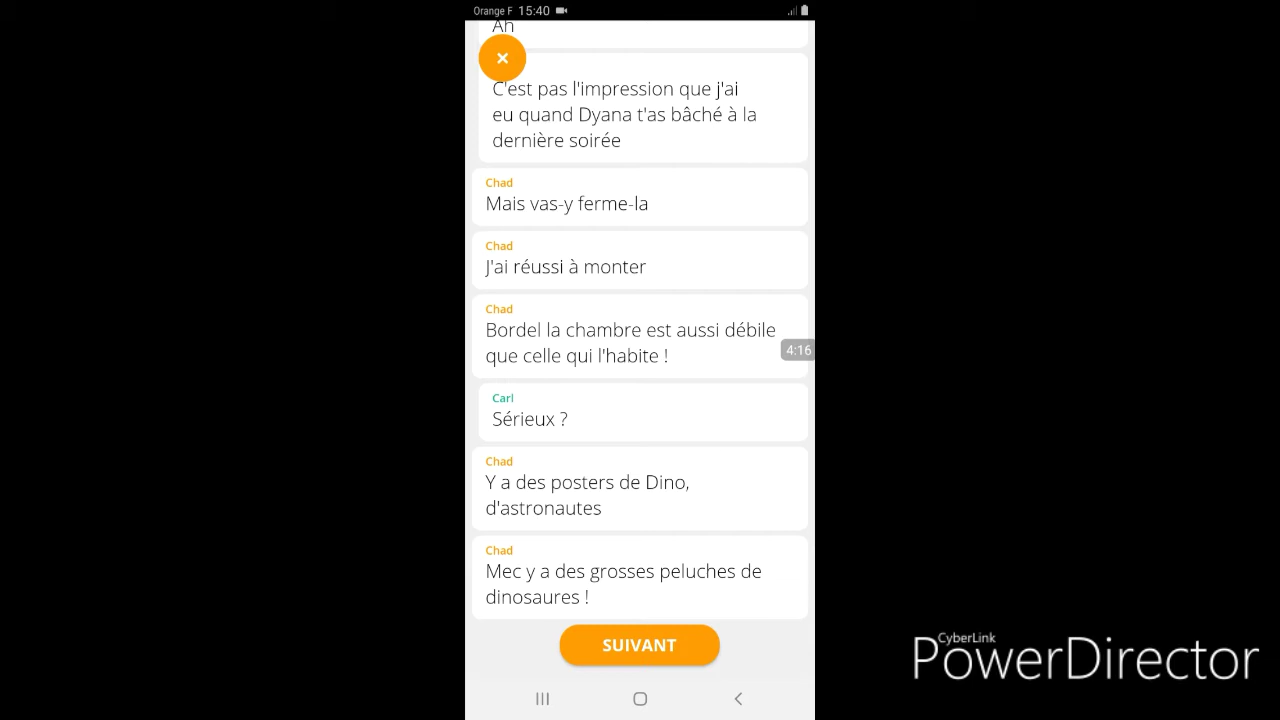 Orange F 15:40
Ah
C'est pas l'impression que j'ai
eu quand Dyana t'as bâché à la
dernière soirée
Chad
Mais vas-y ferme-la
Chad
J'ai réussi à monter
Chad
Bordel la chambre est aussi débile
que celle qui l'habite !
4:16
Carl
Sérieux ?
Chad
Y a des posters de Dino,
d'astronautes
Chad
Mec y a des grosses peluches de
dinosaures !
SUIVANT
CyberLink
PowerDirector